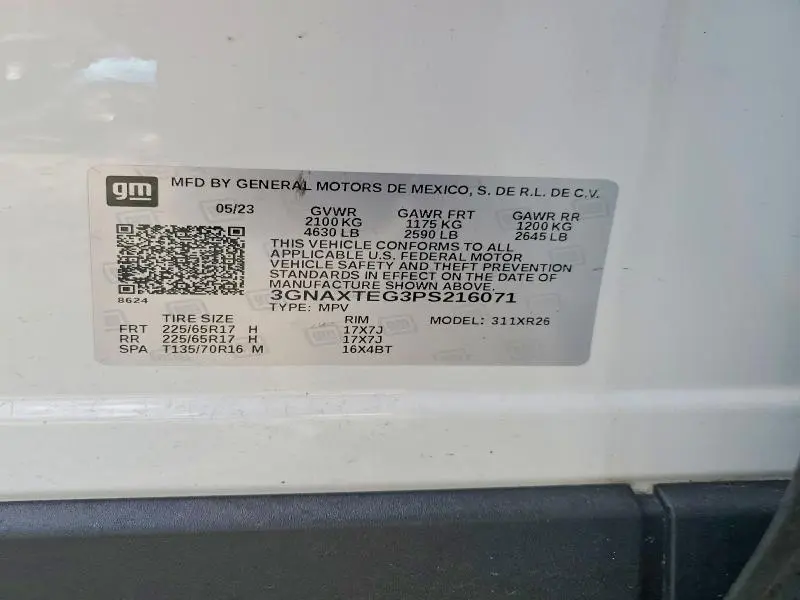 gm MFD BY GENERAL MOTORS DE MEXICO, S. DE R.L. DE C.V.
05/23 GVWR GAWR FRT GAWR RR
2100 KG 1175 KG 1200 KG
4630 LB 2590 LB 2645 LB
THIS VEHICLE CONFORMS TO ALL
APPLICABLE U.S. FEDERAL MOTOR
VEHICLE SAFETY AND THEFT PREVENTION
STANDARDS IN EFFECT ON THE DATE OF
MANUFACTURE SHOWN ABOVE.
8624 3GNAXTEG3PS216071
TYPE: MPV
TIRE SIZE RIM MODEL: 311XR26
FRT 225/65R17 H 17X7J
RR 225/65R17 H 17X7J
SPA T135/70R16 M 16X4BT